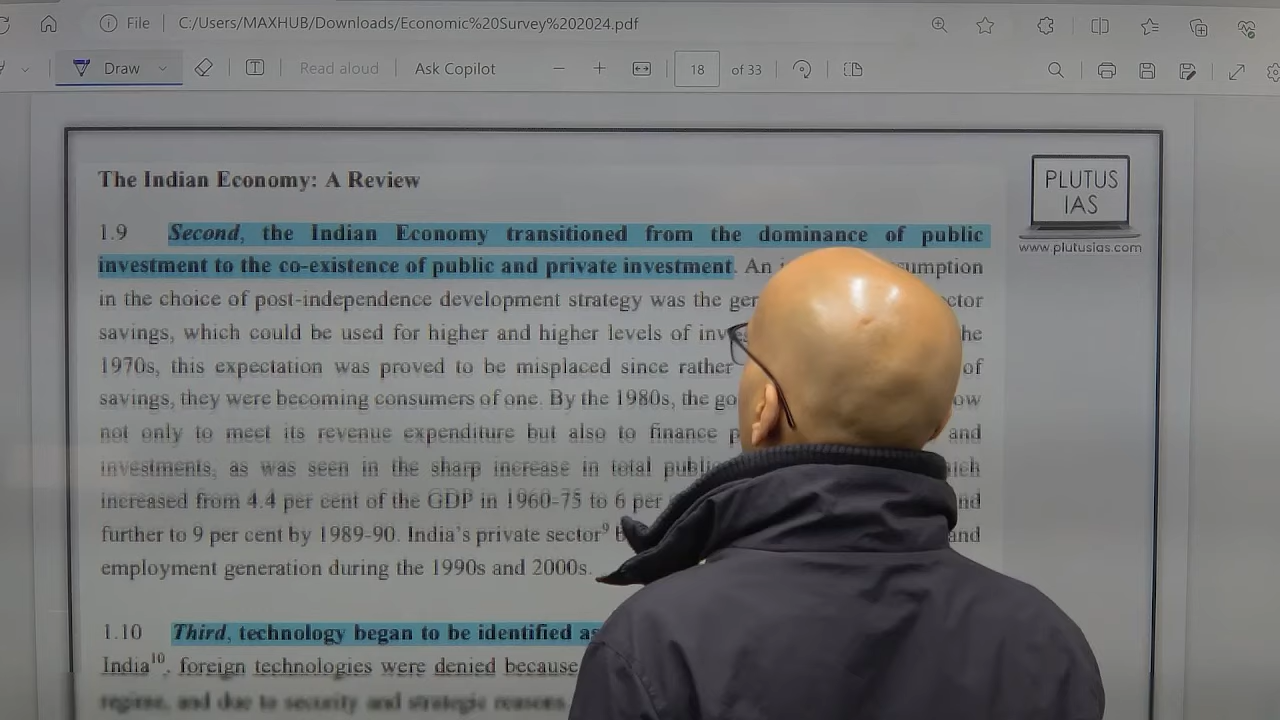 File
C:/Users/MAXHUB/Downloads/Economic%20Survey%202024.pdf
Draw
Read aloud
Ask Copilot
18
of 33
PLUTUS
IAS
www.plutusias.com
The Indian Economy: A Review
1.9 Second, the Indian Economy transitioned from the dominance of public
investment to the co-existence of public and private investment. An
in the choice of post-independence development strategy was the
savings, which could be used for higher and higher levels of
1970s, this expectation was proved to be misplaced since rather of
savings, they were becoming consumers of one. By the 1980s, the
not only to meet its revenue expenditure but also to finance and
investments, as was seen in the sharp increase in total
increased from 4.4 per cent of the GDP in 1960-75 to 6 per
further to 9 per cent by 1989-90. India's private sector⁹ and
employment generation during the 1990s and 2000s.
1.10 Third, technology began to be identified
India¹⁰, foreign technologies were denied because
regime, and due to security and strategic reasons